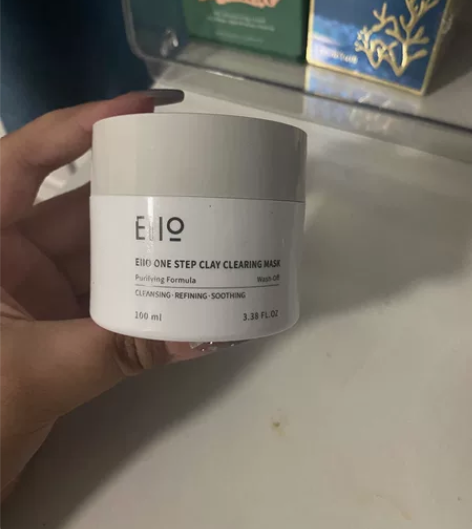 EIIO
EIIO ONE STEP CLAY CLEARING MASK
Purifying Formula Wash-Off
CLEANSING·REFINING·SOOTHING
100 ml 3.38 FL.OZ